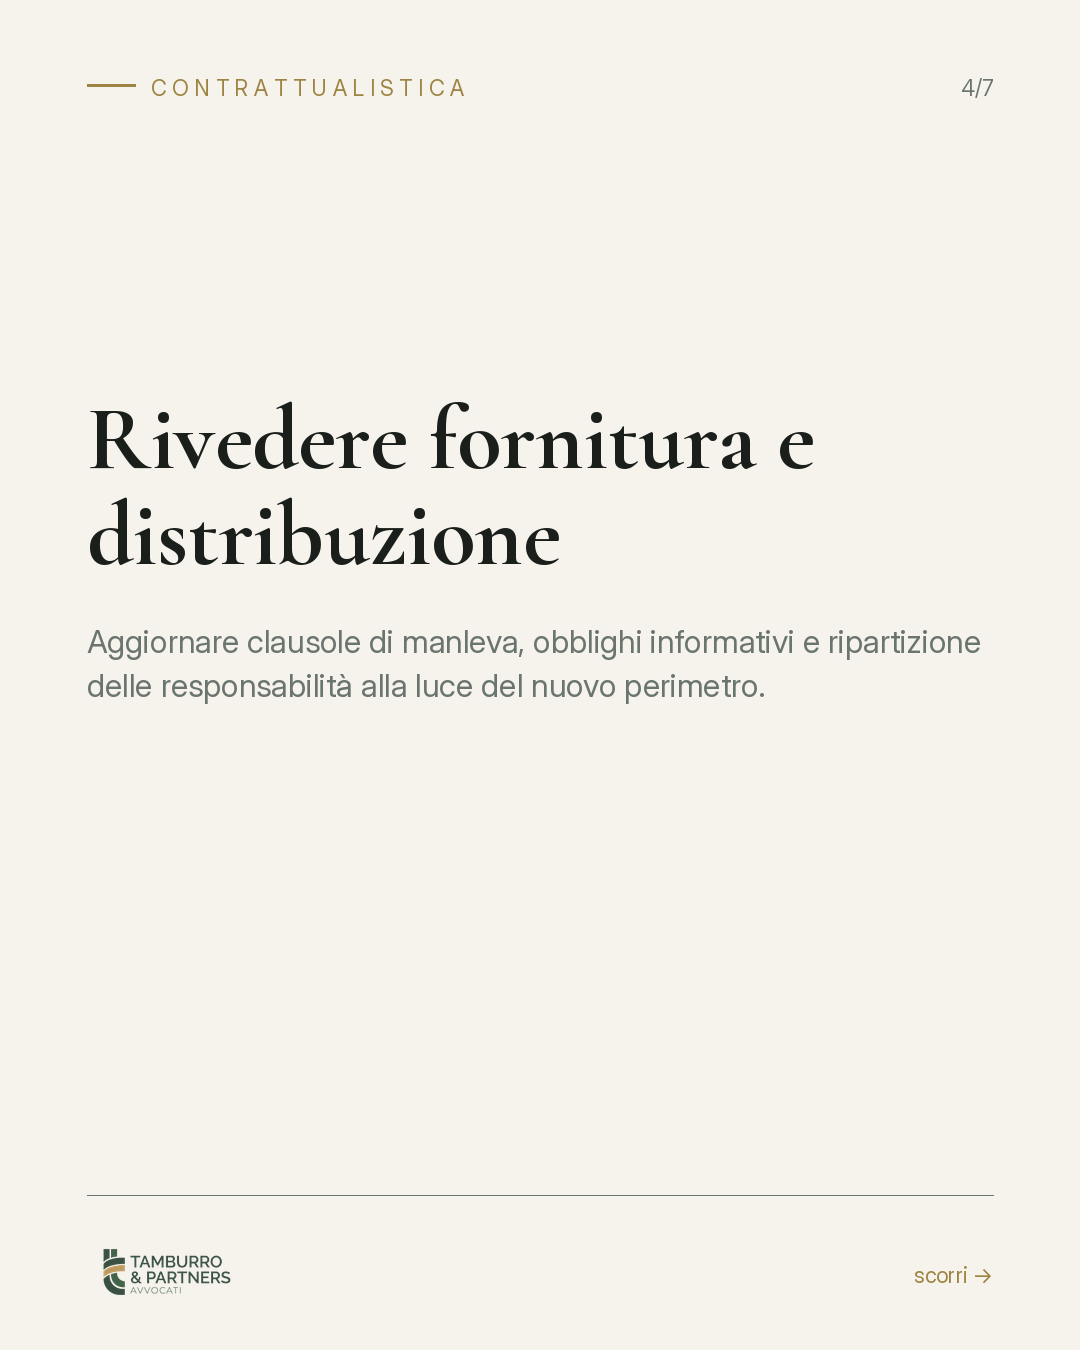 CONTRATTUALISTICA
4/7
Rivedere fornitura e
distribuzione
Aggiornare clausole di manleva, obblighi informativi e ripartizione
delle responsabilità alla luce del nuovo perimetro.
TAMBURRO
& PARTNERS
AVVOCATI
scorri →